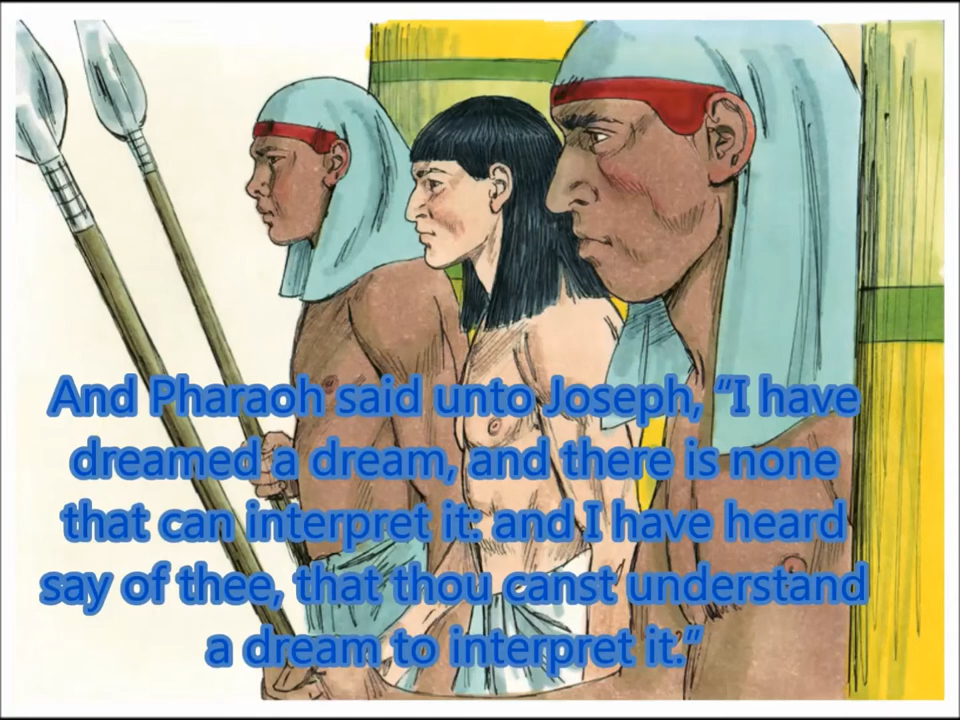 And Pharaoh said unto Joseph, “I have
dreamed a dream, and there is none
that can interpret it: and I have heard
say of thee, that thou canst understand
a dream to interpret it.”